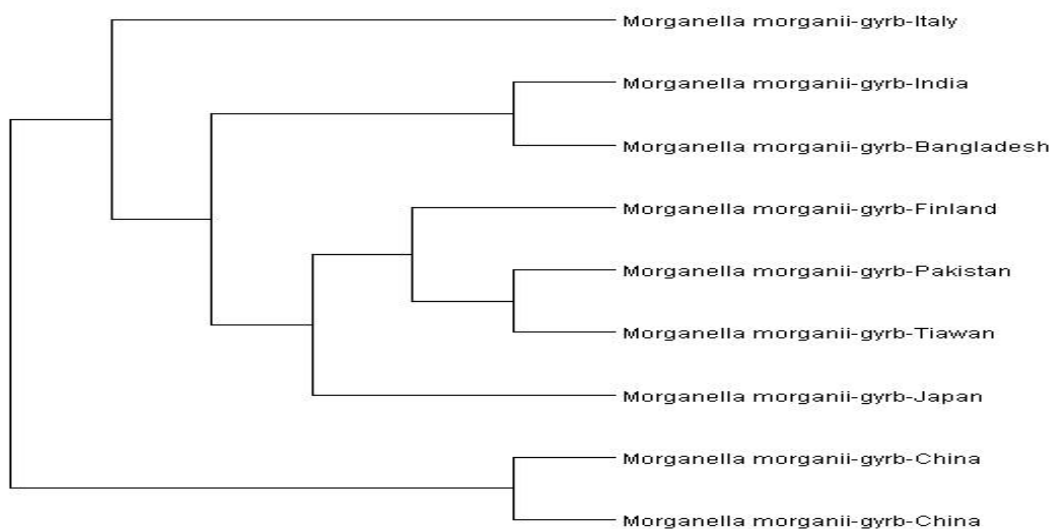 Morganella morganii-gyrb-Italy
Morganella morganii-gyrb-India
Morganella morganii-gyrb-Bangladesh
Morganella morganii-gyrb-Finland
Morganella morganii-gyrb-Pakistan
Morganella morganii-gyrb-Tiawan
Morganella morganii-gyrb-Japan
Morganella morganii-gyrb-China
Morganella morganii-gyrb-China